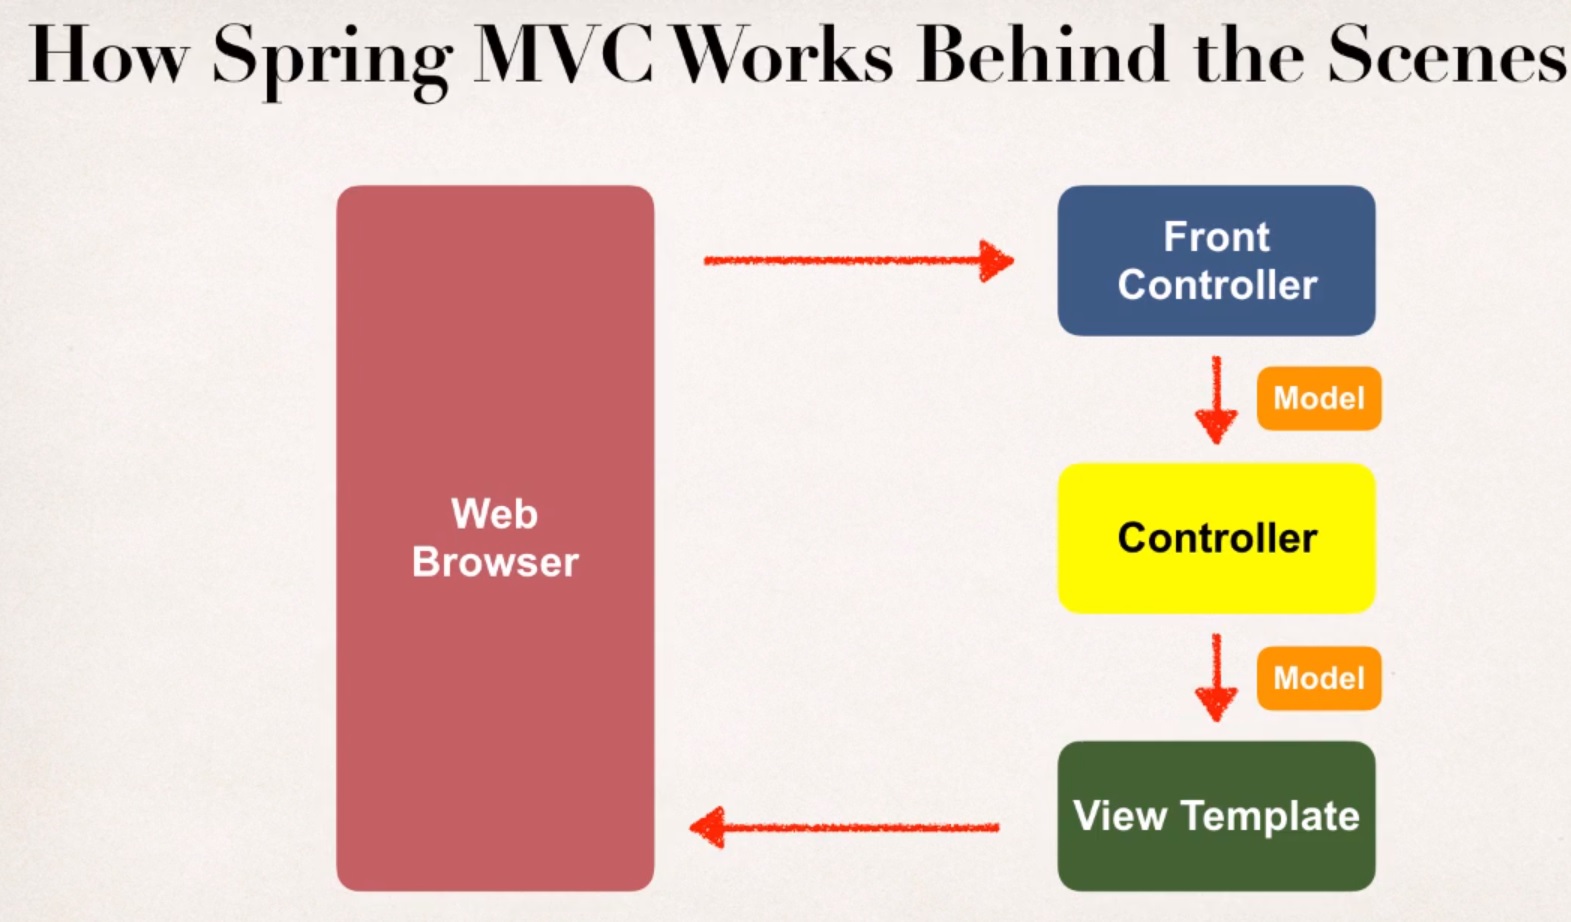 How Spring MVC Works Behind the Scenes
Front
Controller
Model
Web
Browser
Controller
Model
View Template